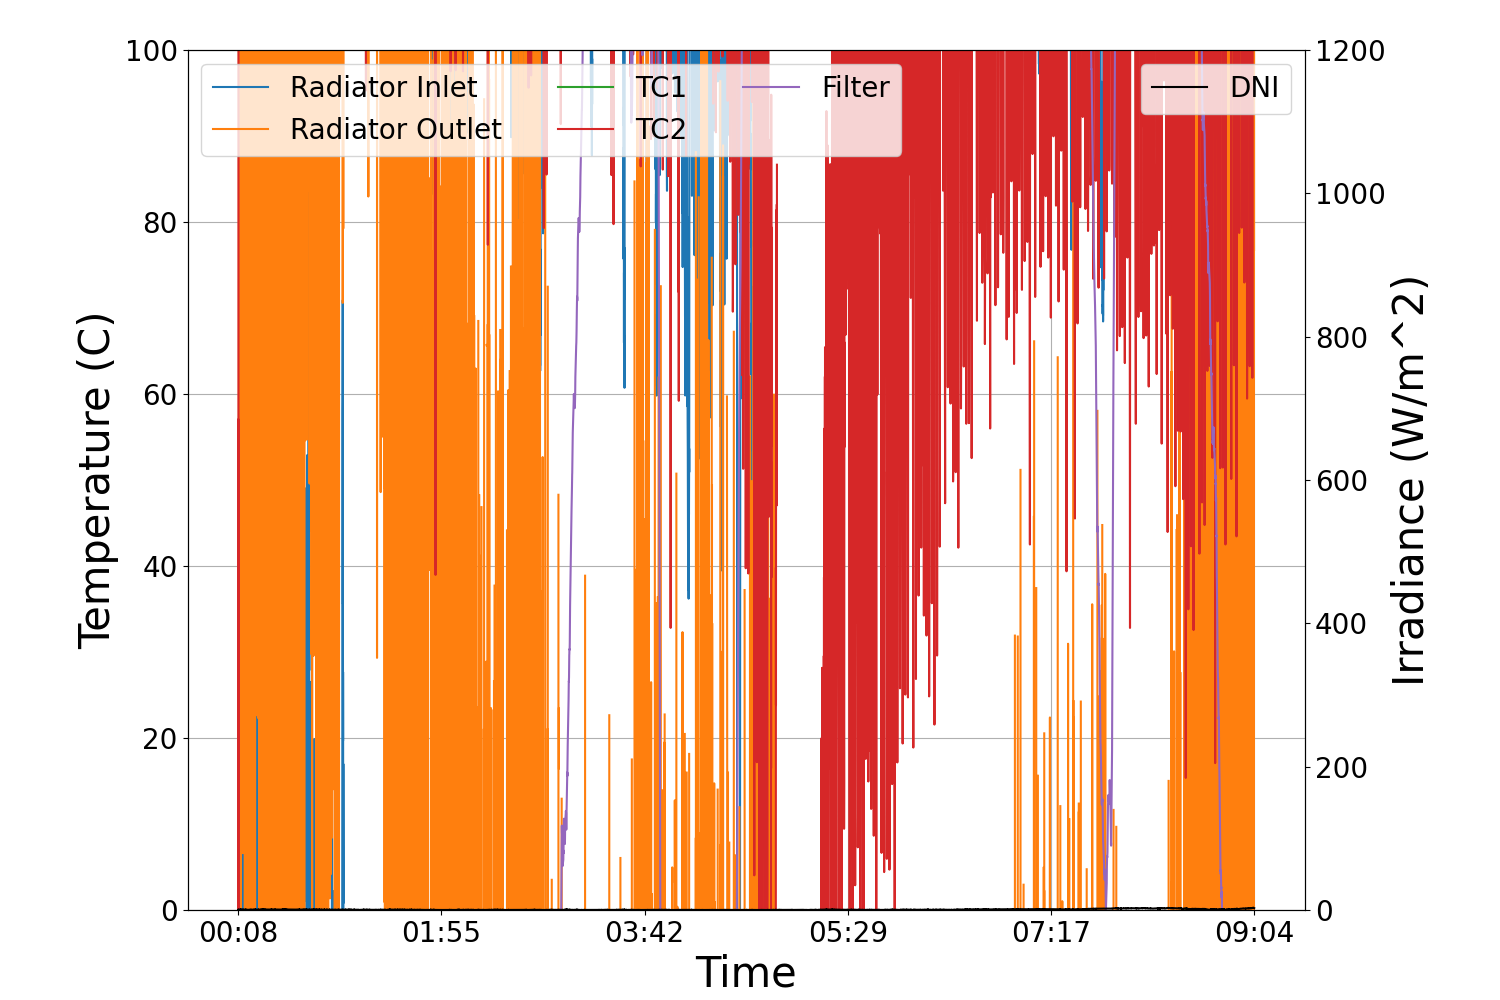 100
80
60
40
20
0
Temperature (C)
Radiator Inlet
Radiator Outlet
TC1
TC2
Filter
DNI
1200
1000
800
600
400
200
0
Irradiance (W/m^2)
00:08 01:55 03:42 05:29 07:17 09:04
Time